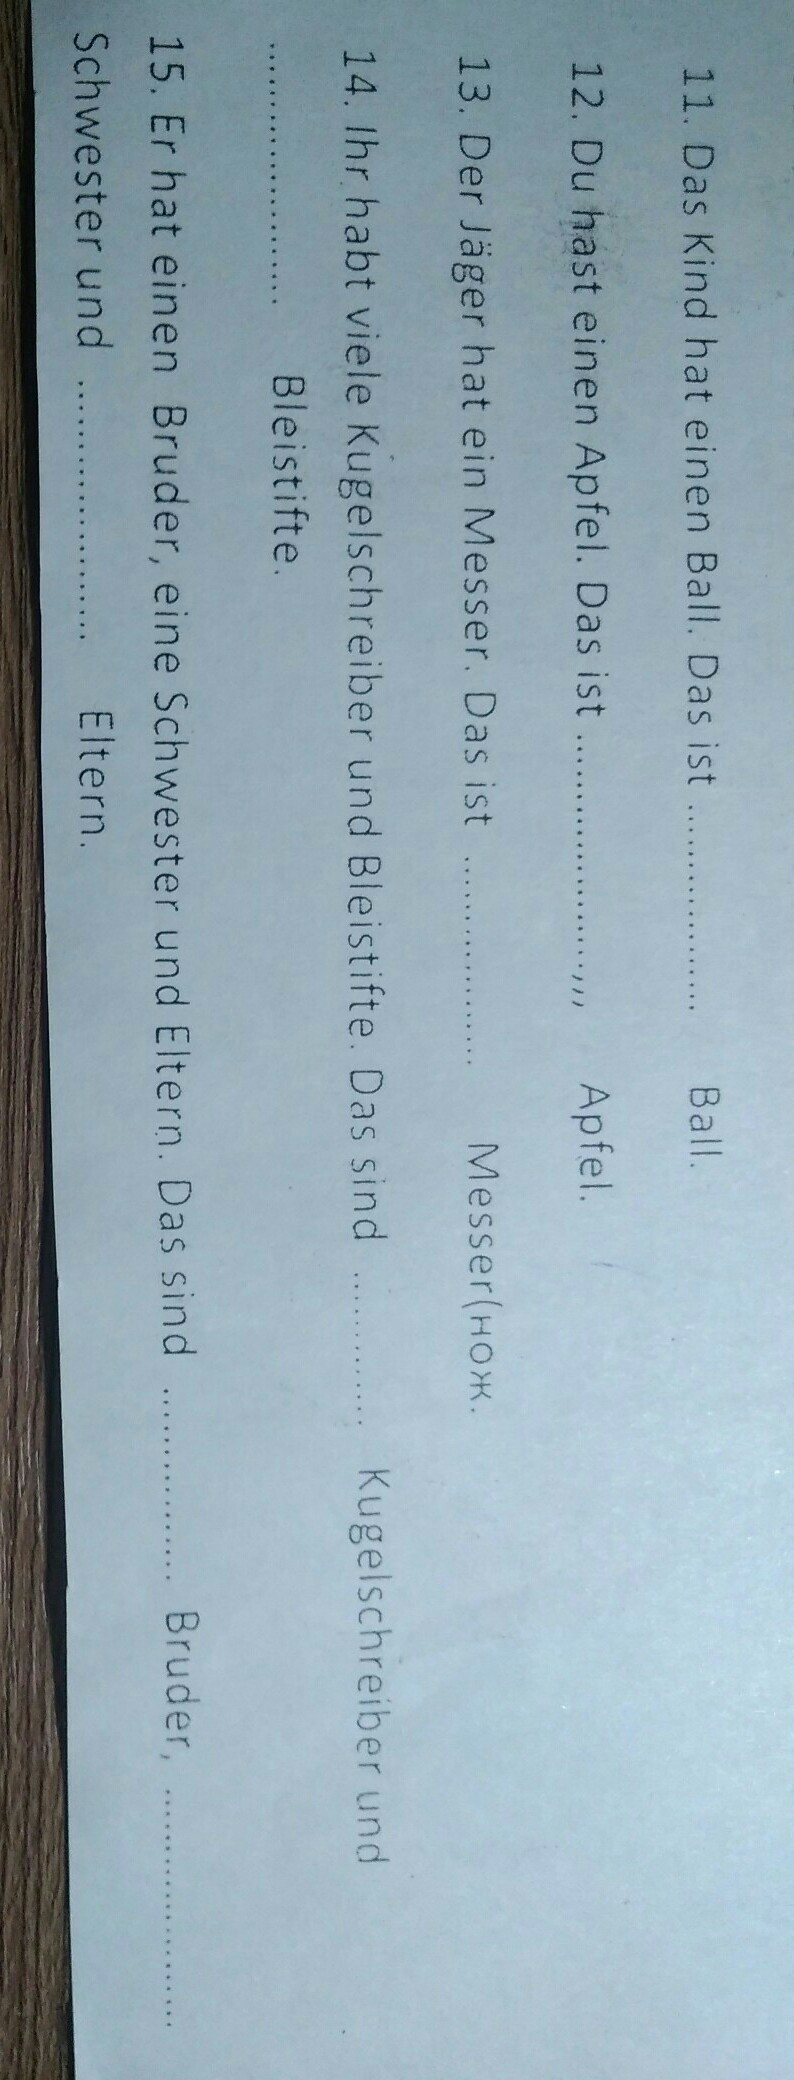 11. Das Kind hat einen Ball. Das ist .................. Ball.
12. Du hast einen Apfel. Das ist ......................,,, Apfel.
13. Der Jäger hat ein Messer. Das ist .................. Messer(нож.
14. Ihr habt viele Kugelschreiber und Bleistifte. Das sind ............. Kugelschreiber und
.................... Bleistifte.
15. Er hat einen Bruder, eine Schwester und Eltern. Das sind ................ Bruder, ....................
Schwester und .................... Eltern.